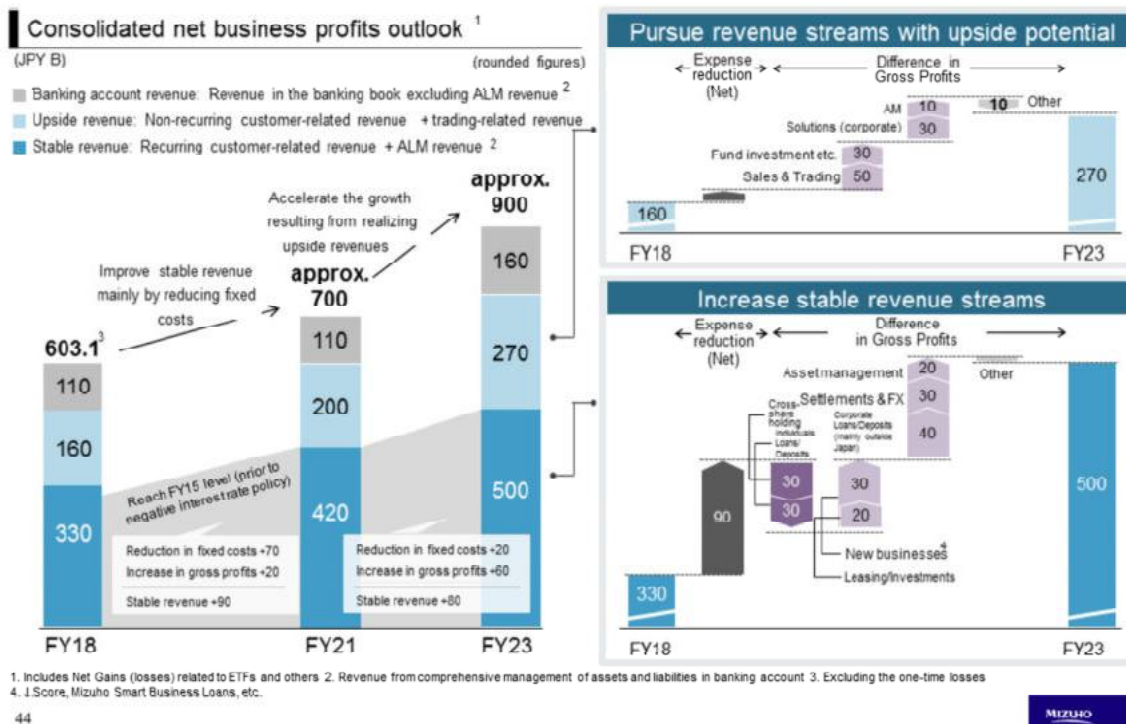 Consolidated net business profits outlook 1
(JPY B)
(rounded figures)
Banking account revenue: Revenue in the banking book excluding ALM revenue 2
Upside revenue: Non-recurring customer-related revenue + trading-related revenue
Stable revenue: Recurring customer-related revenue + ALM revenue 2
603.1 3
110
160
330
FY18
Improve stable revenue
mainly by reducing fixed
costs
approx.
700
110
200
420
FY21
Accelerate the growth
resulting from realizing
upside revenues
approx.
900
160
270
500
FY23
Reach FY15 level (prior to
negative interest rate policy)
Reduction in fixed costs +70
Increase in gross profits +20
Stable revenue +90
Reduction in fixed costs +20
Increase in gross profits +60
Stable revenue +80
Pursue revenue streams with upside potential
Expense
reduction
(Net)
Difference in
Gross Profits
AM
10
10
Other
Solutions (corporate)
30
Fund investment etc.
30
Sales & Trading
50
160
270
FY18
FY23
Increase stable revenue streams
Expense
reduction
(Net)
Difference
in Gross Profits
Asset management
20
Other
Settlements & FX
30
Cross-
share
holding
Individuals
Loans/
Deposits
Corporate
Loans/Deposits
(mainly outside
Japan)
40
90
30
30
30
20
New businesses 4
Leasing/Investments
330
500
FY18
FY23
1. Includes Net Gains (losses) related to ETFs and others 2. Revenue from comprehensive management of assets and liabilities in banking account 3. Excluding the one-time losses
4. J.Score, Mizuho Smart Business Loans, etc.
44
MIZUHO